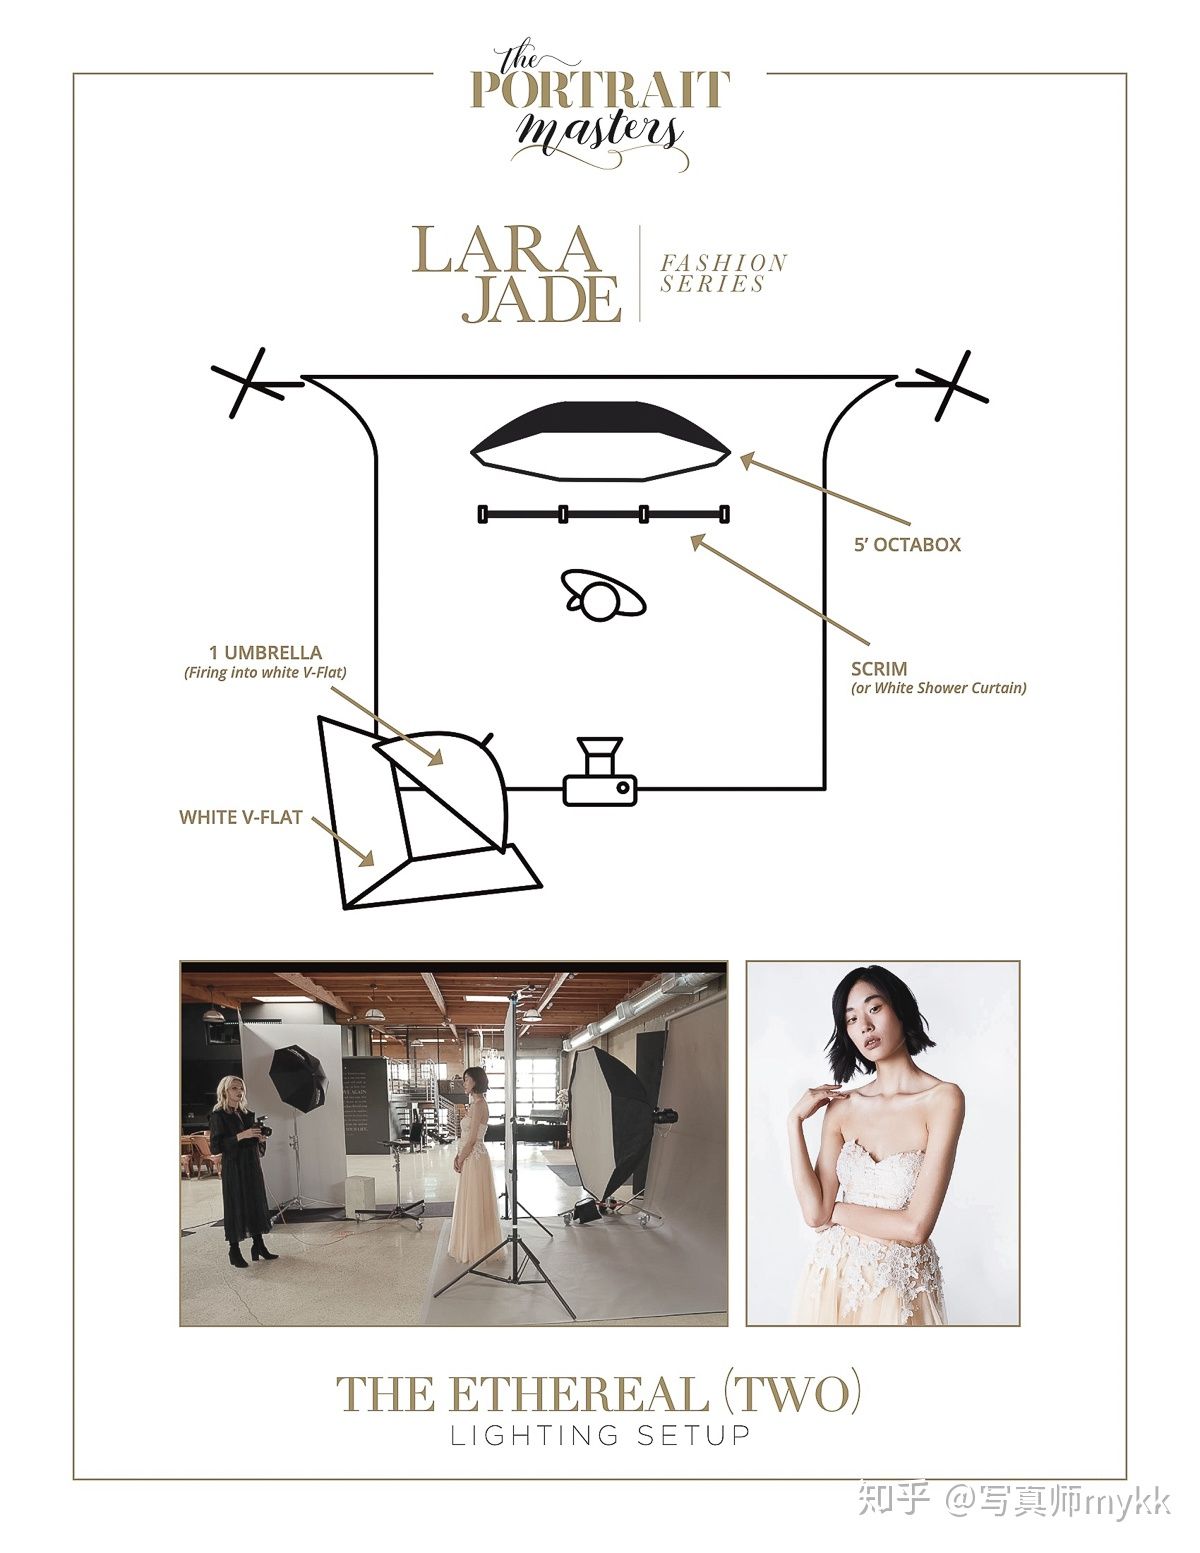 the
PORTRAIT
masters
LARA
JADE
FASHION
SERIES
5' OCTABOX
1 UMBRELLA
(Firing into white V-Flat)
SCRIM
(or White Shower Curtain)
WHITE V-FLAT
THE ETHEREAL (TWO)
LIGHTING SETUP
知乎 @写真师mykk